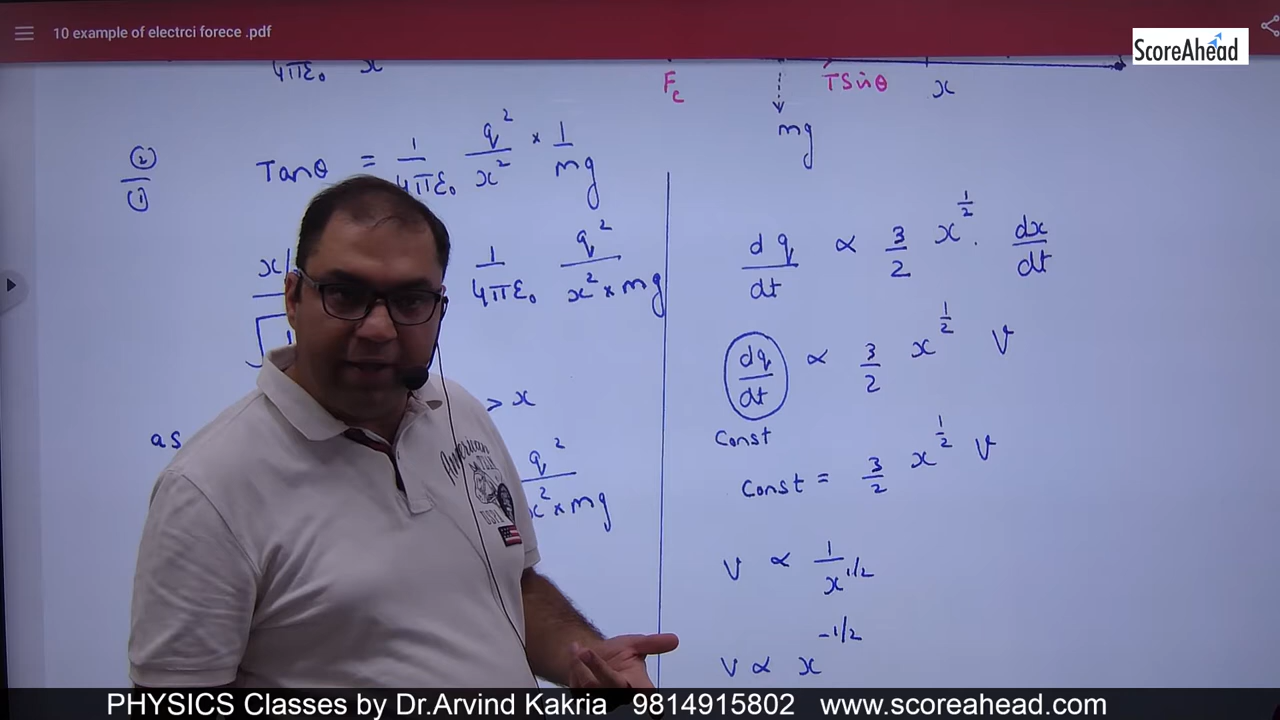 10 example of electrci forece .pdf
ScoreAhead
4πε₀ x
F_c
TSinθ
x
mg
②/①
Tanθ = 1/4πε₀ q²/x² × 1/mg
x/
1/4πε₀ q²/x² × mg
> x
as
q²/x² × mg
dq/dt ∝ 3/2 x^1/2 . dx/dt
dq/dt ∝ 3/2 x^1/2 V
Const
Const = 3/2 x^1/2 V
V ∝ 1/x^1/2
V ∝ x^-1/2
American
PHYSICS Classes by Dr.Arvind Kakria 9814915802 www.scoreahead.com